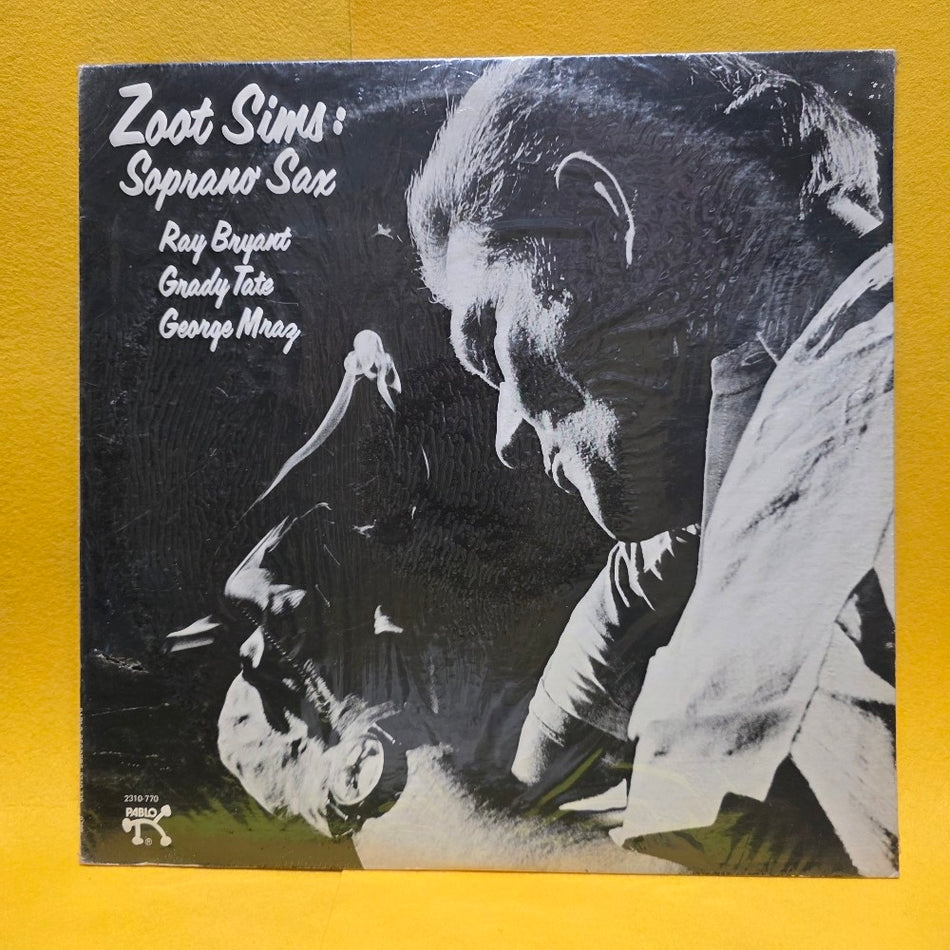 Zoot Sims:
Soprano Sax
Ray Bryant
Grady Tate
George Mraz
2310-770
PABLO
®